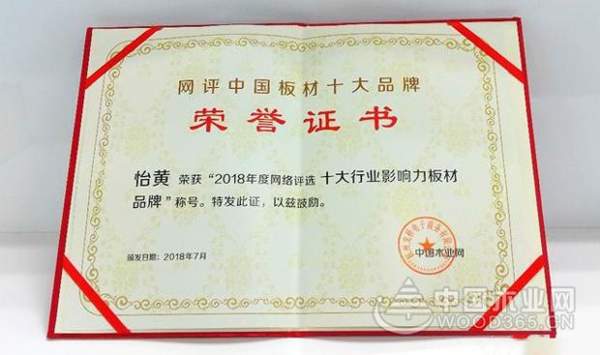 网评中国板材十大品牌
荣誉证书
怡黄 荣获“2018年度网络评选 十大行业影响力板材
品牌”称号。特发此证，以兹鼓励。
颁发日期：2018年7月
中国木业网
中国木业网
WOOD365.CN